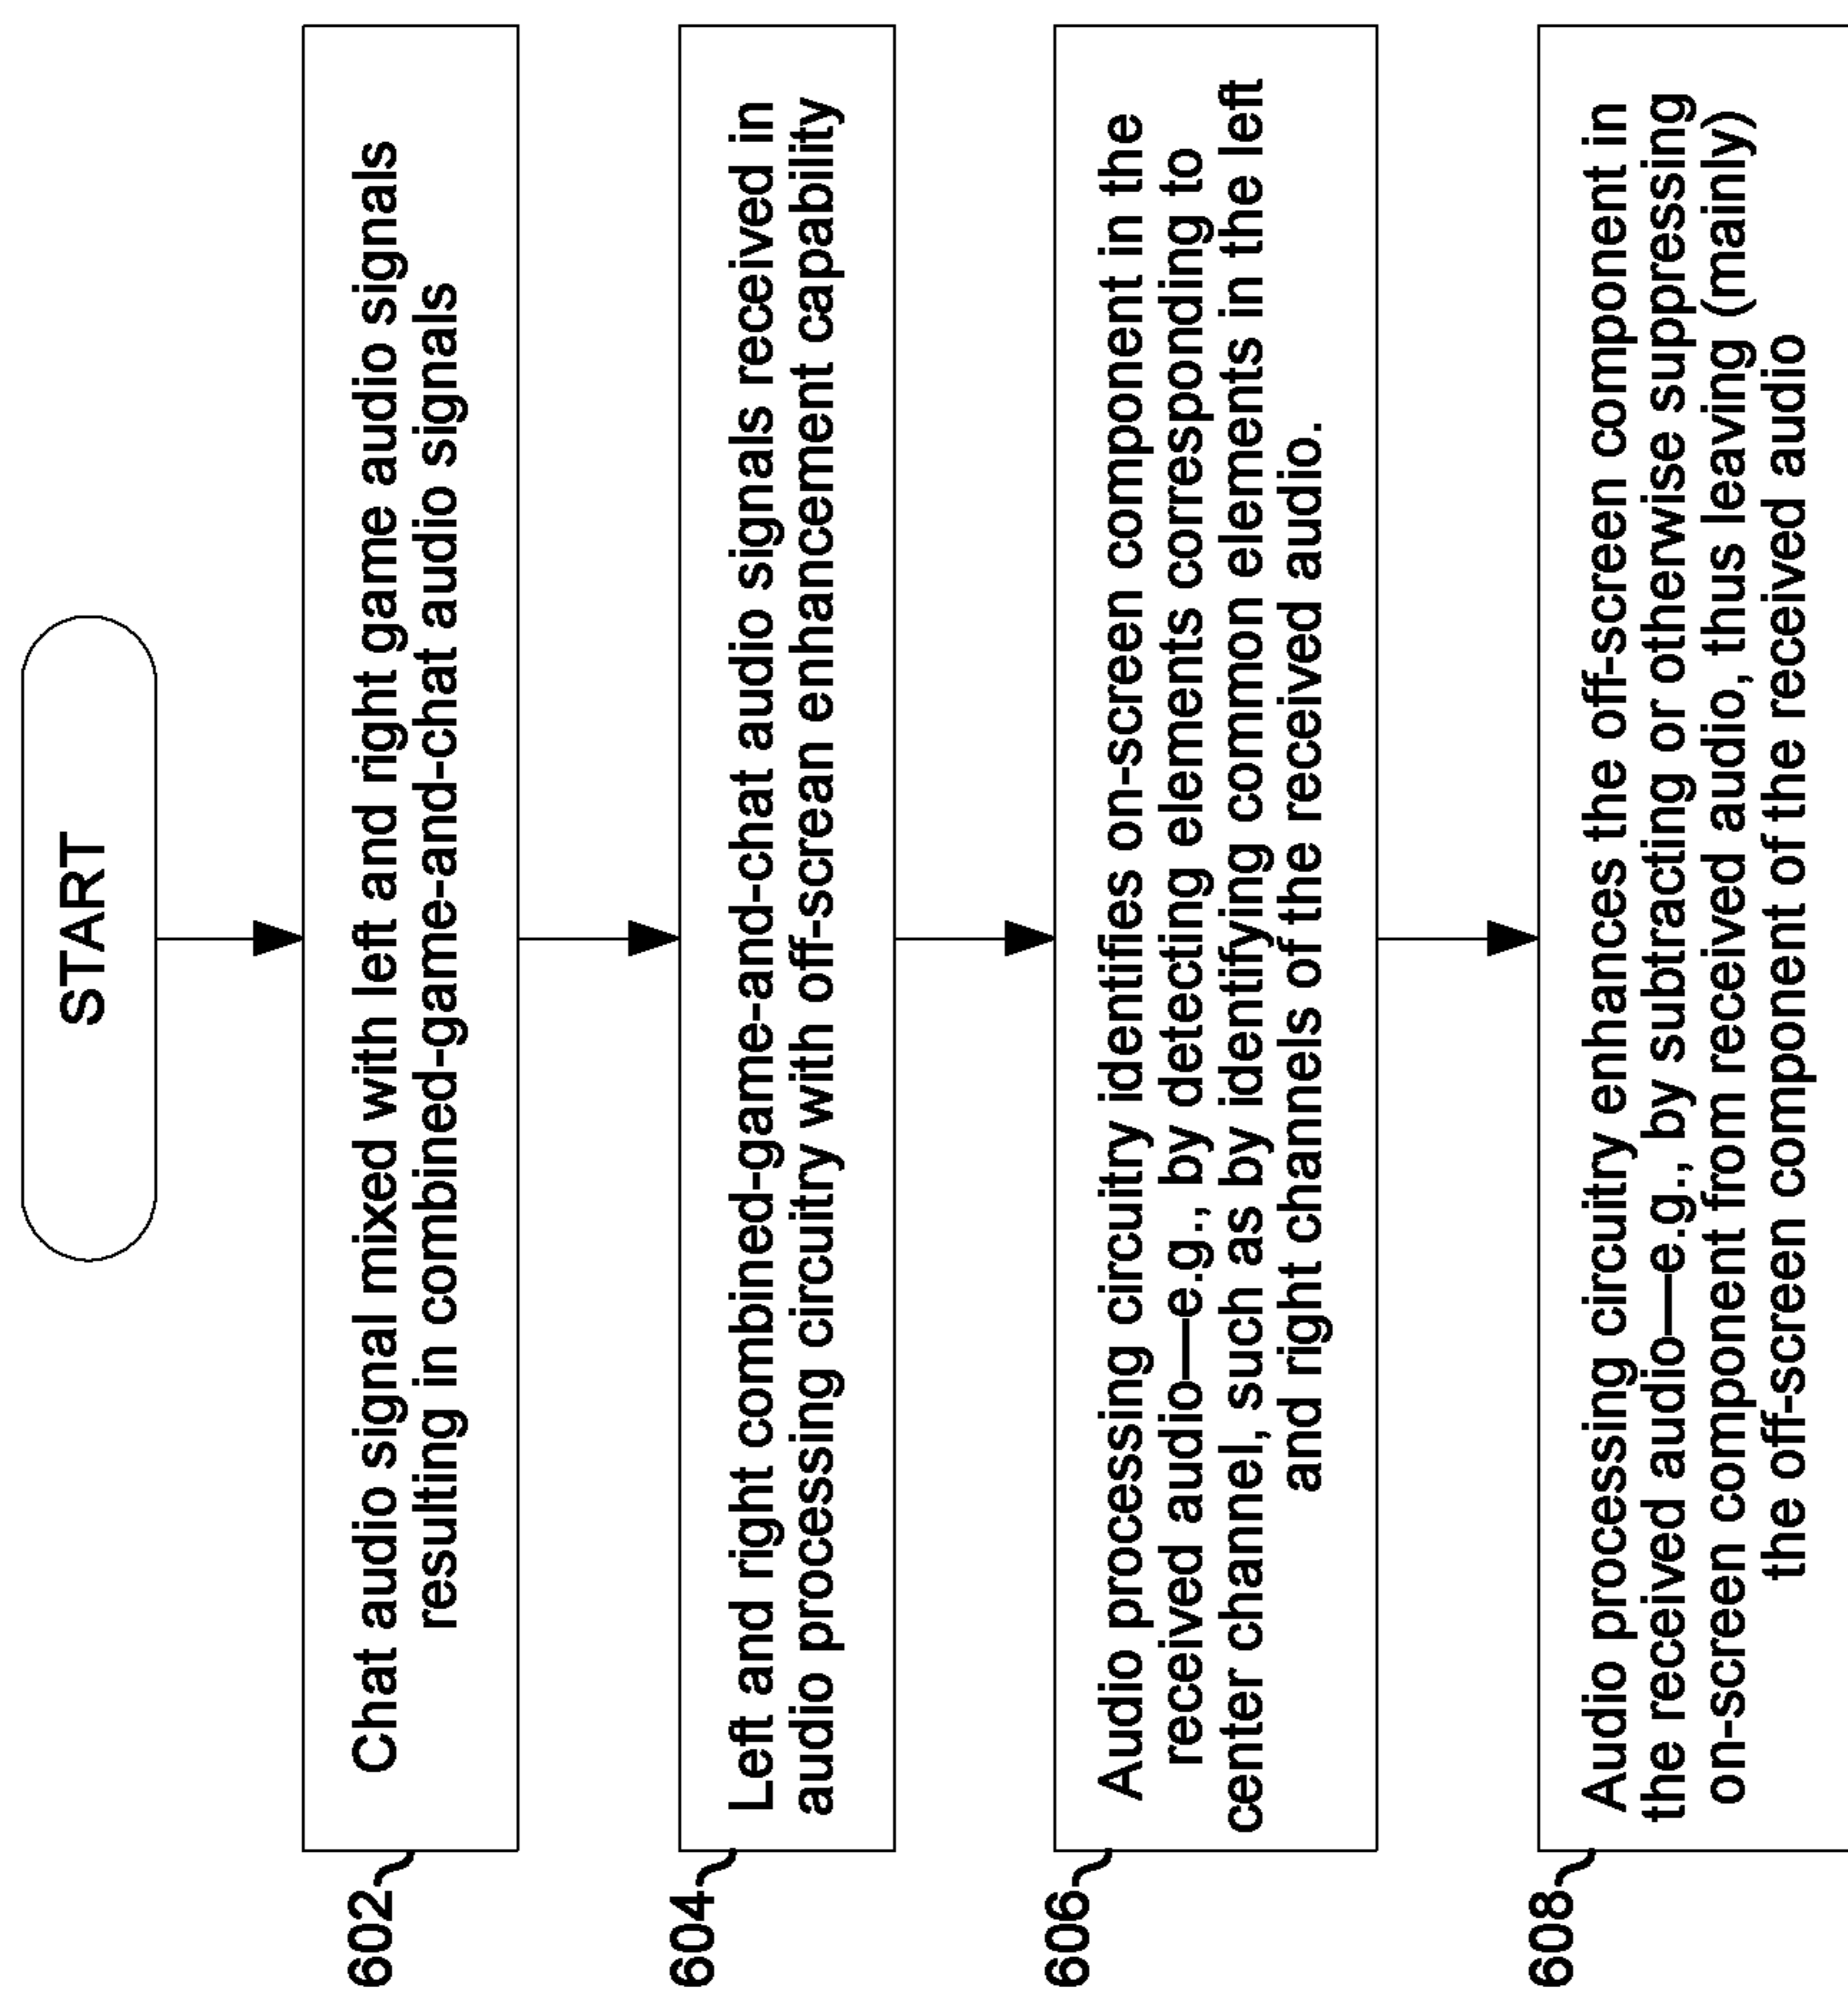 START
602
Chat audio signal mixed with left and right game audio signals
resulting in combined-game-and-chat audio signals
604
Left and right combined-game-and-chat audio signals received in
audio processing circuitry with off-screan enhancement capability
606
Audio processing circuitry identifies on-screen component in the
received audio—e.g., by detecting elements corresponding to
center channel, such as by identifying common elements in the left
and right channels of the received audio.
608
Audio processing circuitry enhances the off-screen component in
the received audio—e.g., by subtracting or otherwise suppressing
on-screen component from received audio, thus leaving (mainly)
the off-screen component of the received audio